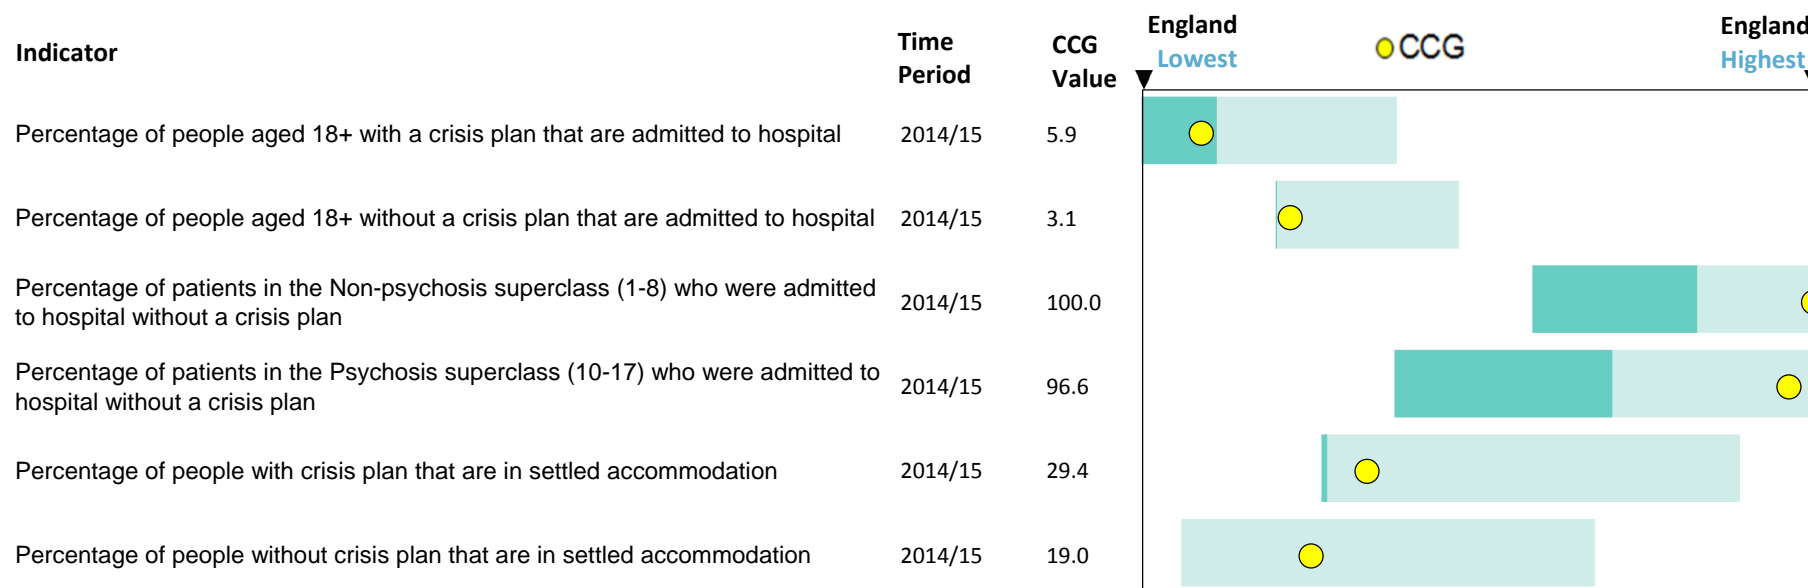 Indicator
Time Period
CCG Value
England Lowest
CCG
England Highest
Percentage of people aged 18+ with a crisis plan that are admitted to hospital 2014/15 5.9
Percentage of people aged 18+ without a crisis plan that are admitted to hospital 2014/15 3.1
Percentage of patients in the Non-psychosis superclass (1-8) who were admitted
to hospital without a crisis plan
2014/15 100.0
Percentage of patients in the Psychosis superclass (10-17) who were admitted to
hospital without a crisis plan
2014/15 96.6
Percentage of people with crisis plan that are in settled accommodation 2014/15 29.4
Percentage of people without crisis plan that are in settled accommodation 2014/15 19.0